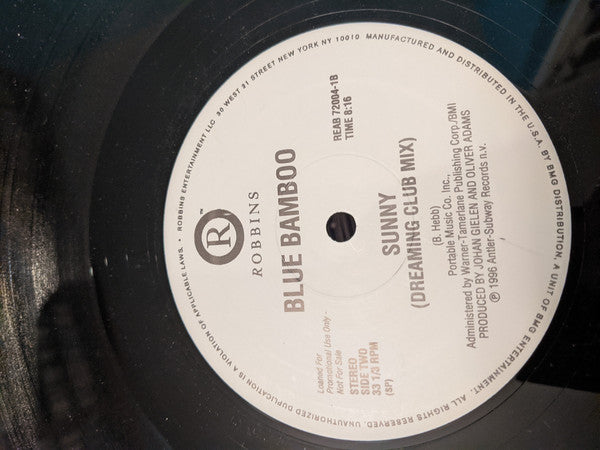 R
™
ROBBINS
BLUE BAMBOO
Loaned For
Promotional Use Only -
Not For Sale
STEREO
SIDE TWO
33 1/3 RPM
(SP)
REAB 72004-1B
TIME 8:16
SUNNY
(DREAMING CLUB MIX)
(B. Hebb)
Portable Music Co. Inc.,
Administered by Warner-Tamerlane Publishing Corp./BMI
PRODUCED BY JOHAN GIELEN AND OLIVER ADAMS
℗ 1996 Antler-Subway Records n.v.
ROBBINS ENTERTAINMENT LLC 30 WEST 21 STREET NEW YORK NY 10010 MANUFACTURED AND DISTRIBUTED IN THE U.S.A. BY BMG DISTRIBUTION, A UNIT OF BMG ENTERTAINMENT. ALL RIGHTS RESERVED. UNAUTHORIZED DUPLICATION IS A VIOLATION OF APPLICABLE LAWS. •